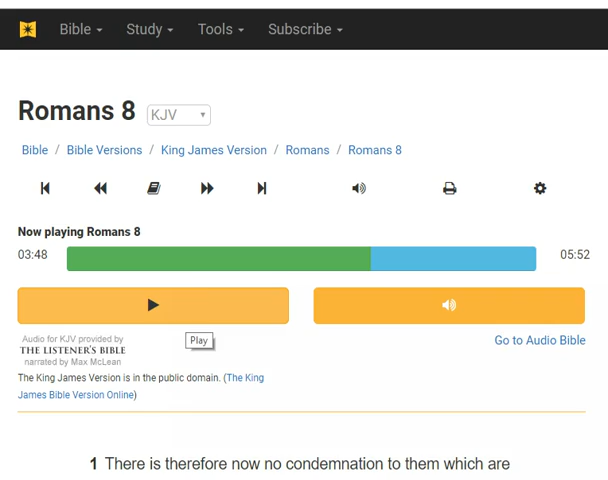 Bible Study Tools Subscribe
Romans 8 KJV
Bible / Bible Versions / King James Version / Romans / Romans 8
Now playing Romans 8
03:48 05:52
Play
Audio for KJV provided by
THE LISTENER'S BIBLE
narrated by Max McLean
Go to Audio Bible
The King James Version is in the public domain. (The King
James Bible Version Online)
1 There is therefore now no condemnation to them which are